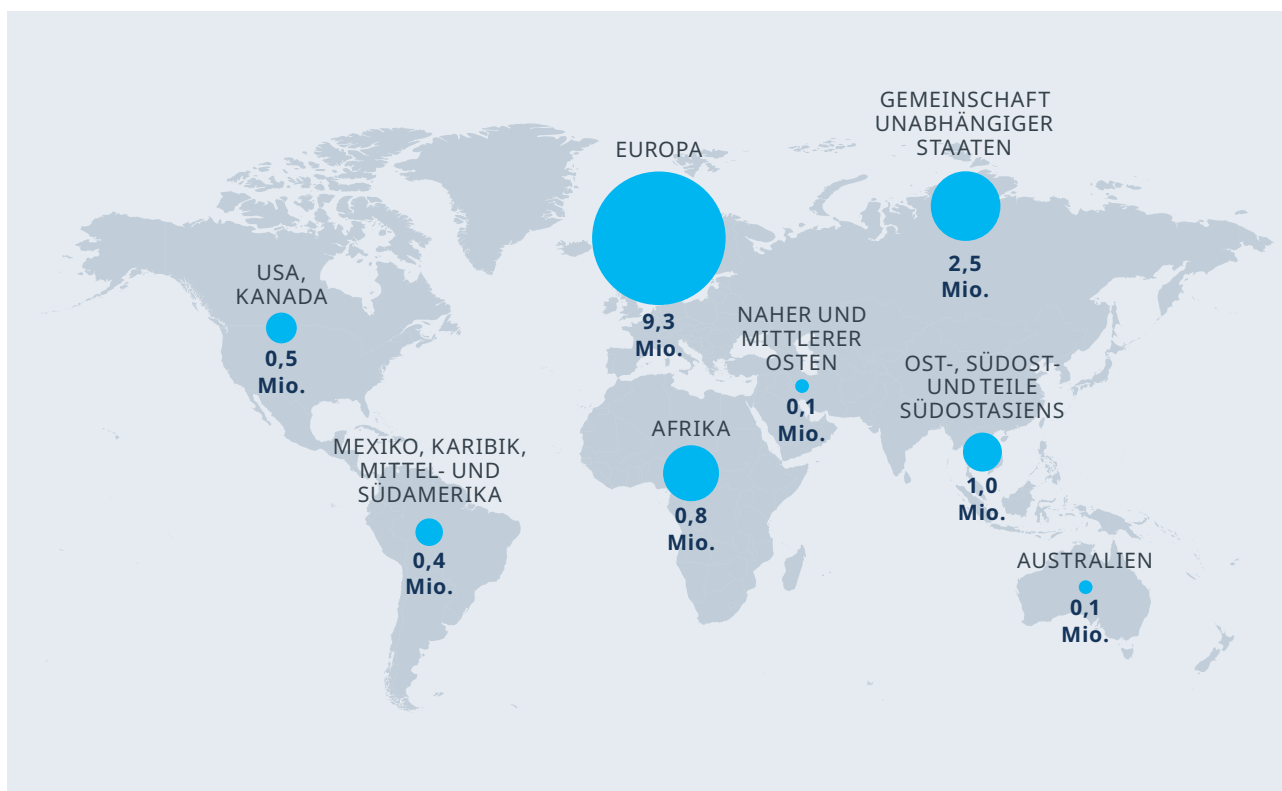 GEMEINSCHAFT
UNABHÄNGIGER
STAATEN
2,5
Mio.
EUROPA
9,3
Mio.
USA,
KANADA
0,5
Mio.
NAHER UND
MITTLERER
OSTEN
0,1
Mio.
OST-, SÜDOST-
UND TEILE
SÜDOSTASIENS
1,0
Mio.
AFRIKA
0,8
Mio.
MEXIKO, KARIBIK,
MITTEL- UND
SÜDAMERIKA
0,4
Mio.
AUSTRALIEN
0,1
Mio.